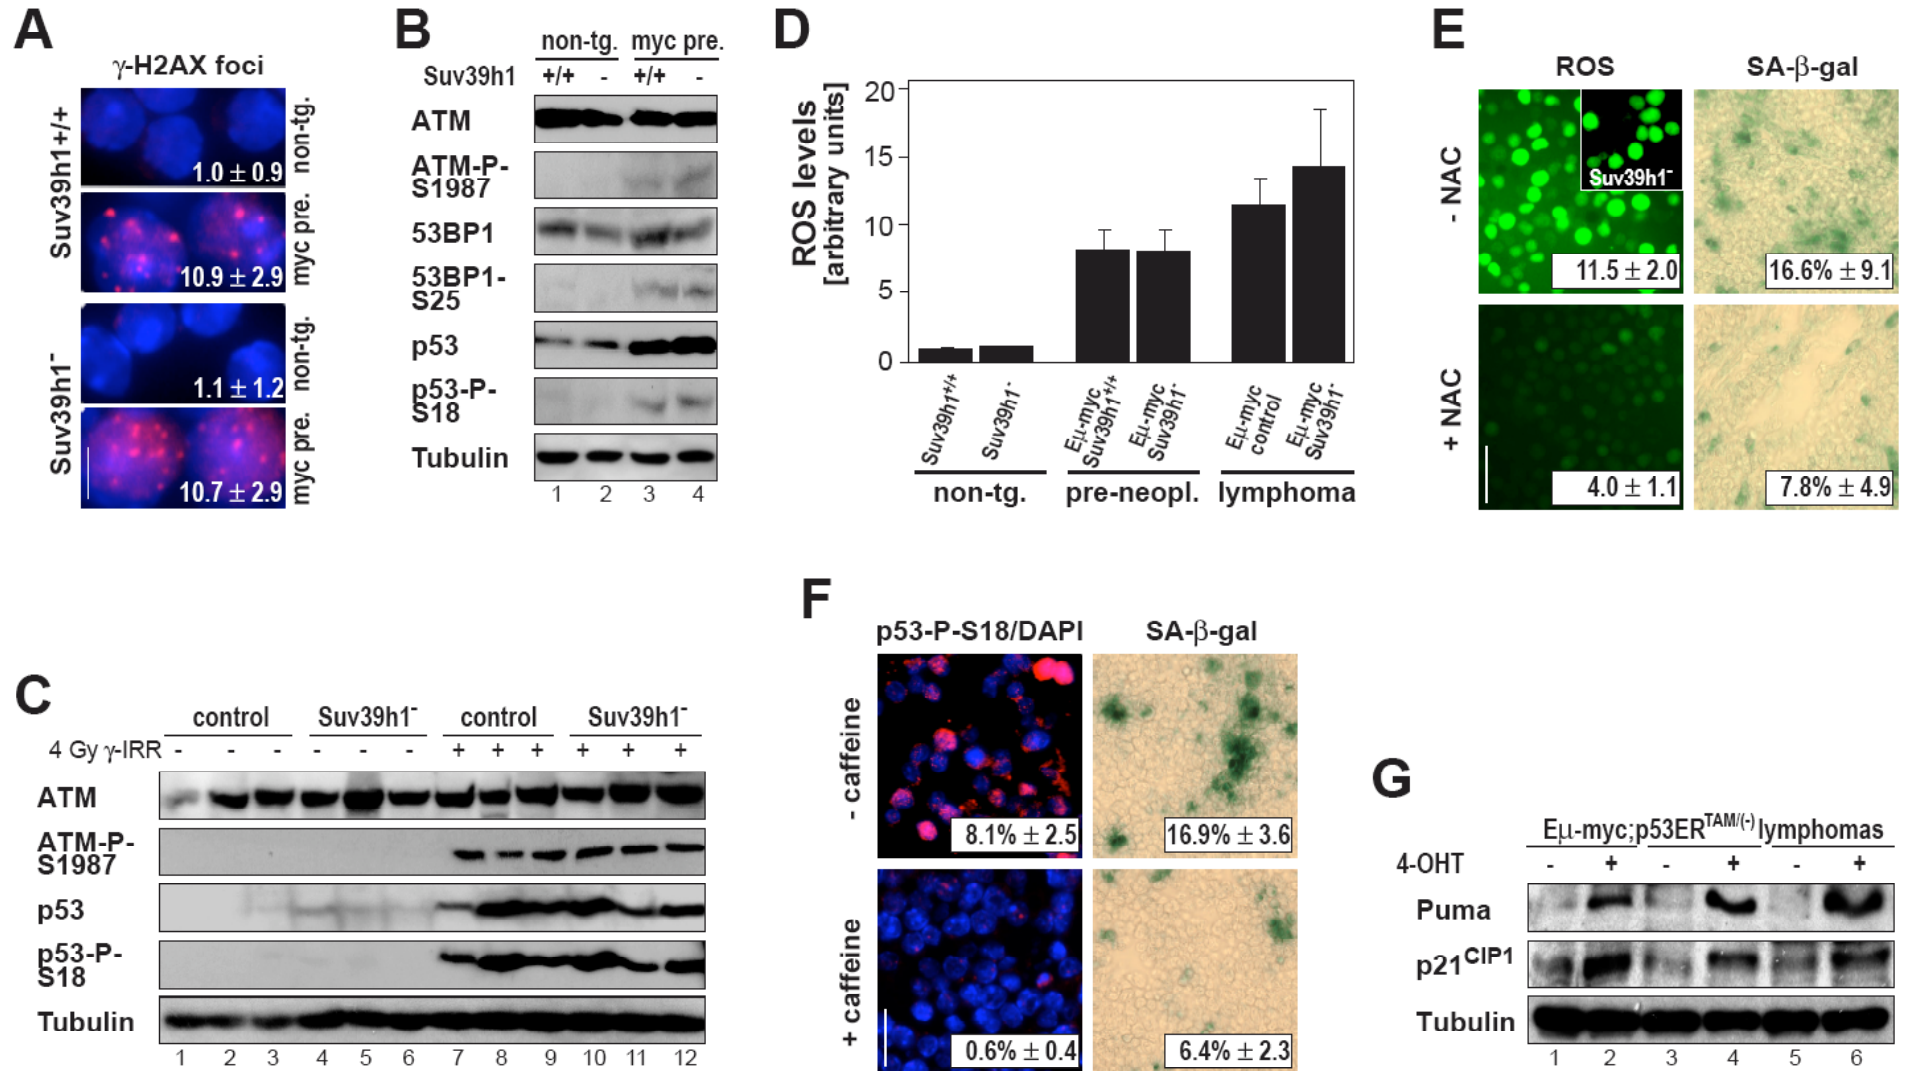 A
γ-H2AX foci
Suv39h1+/+
non-tg.
1.0 ± 0.9
myc pre.
10.9 ± 2.9
Suv39h1⁻
non-tg.
1.1 ± 1.2
myc pre.
10.7 ± 2.9
B
non-tg. myc pre.
Suv39h1 +/+ - +/+ -
ATM
ATM-P-
S1987
53BP1
53BP1-
S25
p53
p53-P-
S18
Tubulin
1 2 3 4
D
ROS levels
[arbitrary units]
20
15
10
5
0
Suv39h1⁺/⁺
Suv39h1⁻
Eμ-myc
Suv39h1⁺/⁺
Eμ-myc
Suv39h1⁻
Eμ-myc
control
Eμ-myc
Suv39h1⁻
non-tg. pre-neopl. lymphoma
E
ROS SA-β-gal
- NAC
Suv39h1⁻
11.5 ± 2.0
16.6% ± 9.1
+ NAC
4.0 ± 1.1
7.8% ± 4.9
C
control Suv39h1⁻ control Suv39h1⁻
4 Gy γ-IRR - - - - - - + + + + + +
ATM
ATM-P-
S1987
p53
p53-P-
S18
Tubulin
1 2 3 4 5 6 7 8 9 10 11 12
F
p53-P-S18/DAPI SA-β-gal
- caffeine
8.1% ± 2.5
16.9% ± 3.6
+ caffeine
0.6% ± 0.4
6.4% ± 2.3
G
Eμ-myc;p53ERᵀᴬᴹ/⁽⁻⁾ lymphomas
4-OHT - + - + - +
Puma
p21ᶜᴵᴾ¹
Tubulin
1 2 3 4 5 6